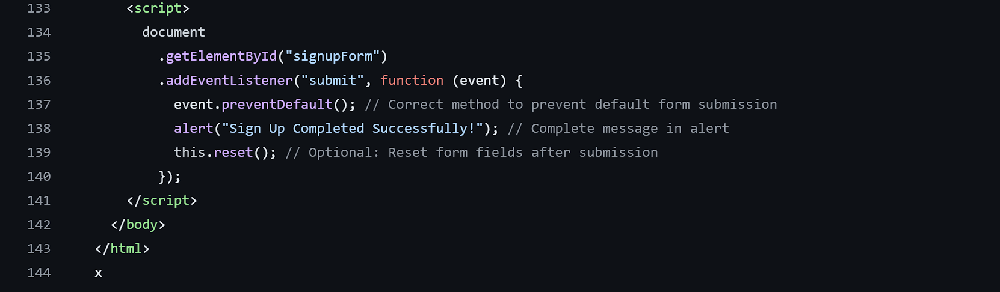 133 <script>
134 document
135 .getElementById("signupForm")
136 .addEventListener("submit", function (event) {
137 event.preventDefault(); // Correct method to prevent default form submission
138 alert("Sign Up Completed Successfully!"); // Complete message in alert
139 this.reset(); // Optional: Reset form fields after submission
140 });
141 </script>
142 </body>
143 </html>
144 x